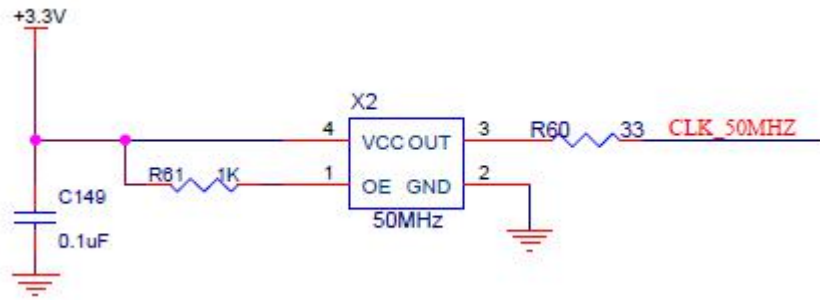 +3.3V
X2
4 VCC OUT 3 R60 33 CLK_50MHZ
R61 1K 1 OE GND 2
C149
50MHz
0.1uF